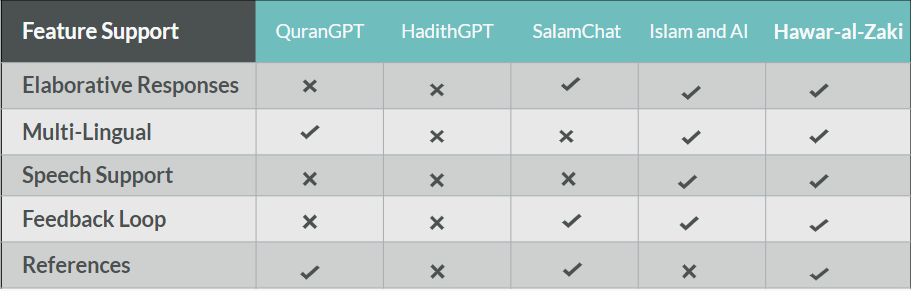 Feature Support QuranGPT HadithGPT SalamChat Islam and AI Hawar-al-Zaki
Elaborative Responses ✗ ✗ ✓ ✓ ✓
Multi-Lingual ✓ ✗ ✗ ✓ ✓
Speech Support ✗ ✗ ✗ ✓ ✓
Feedback Loop ✗ ✗ ✓ ✓ ✓
References ✓ ✗ ✓ ✗ ✓